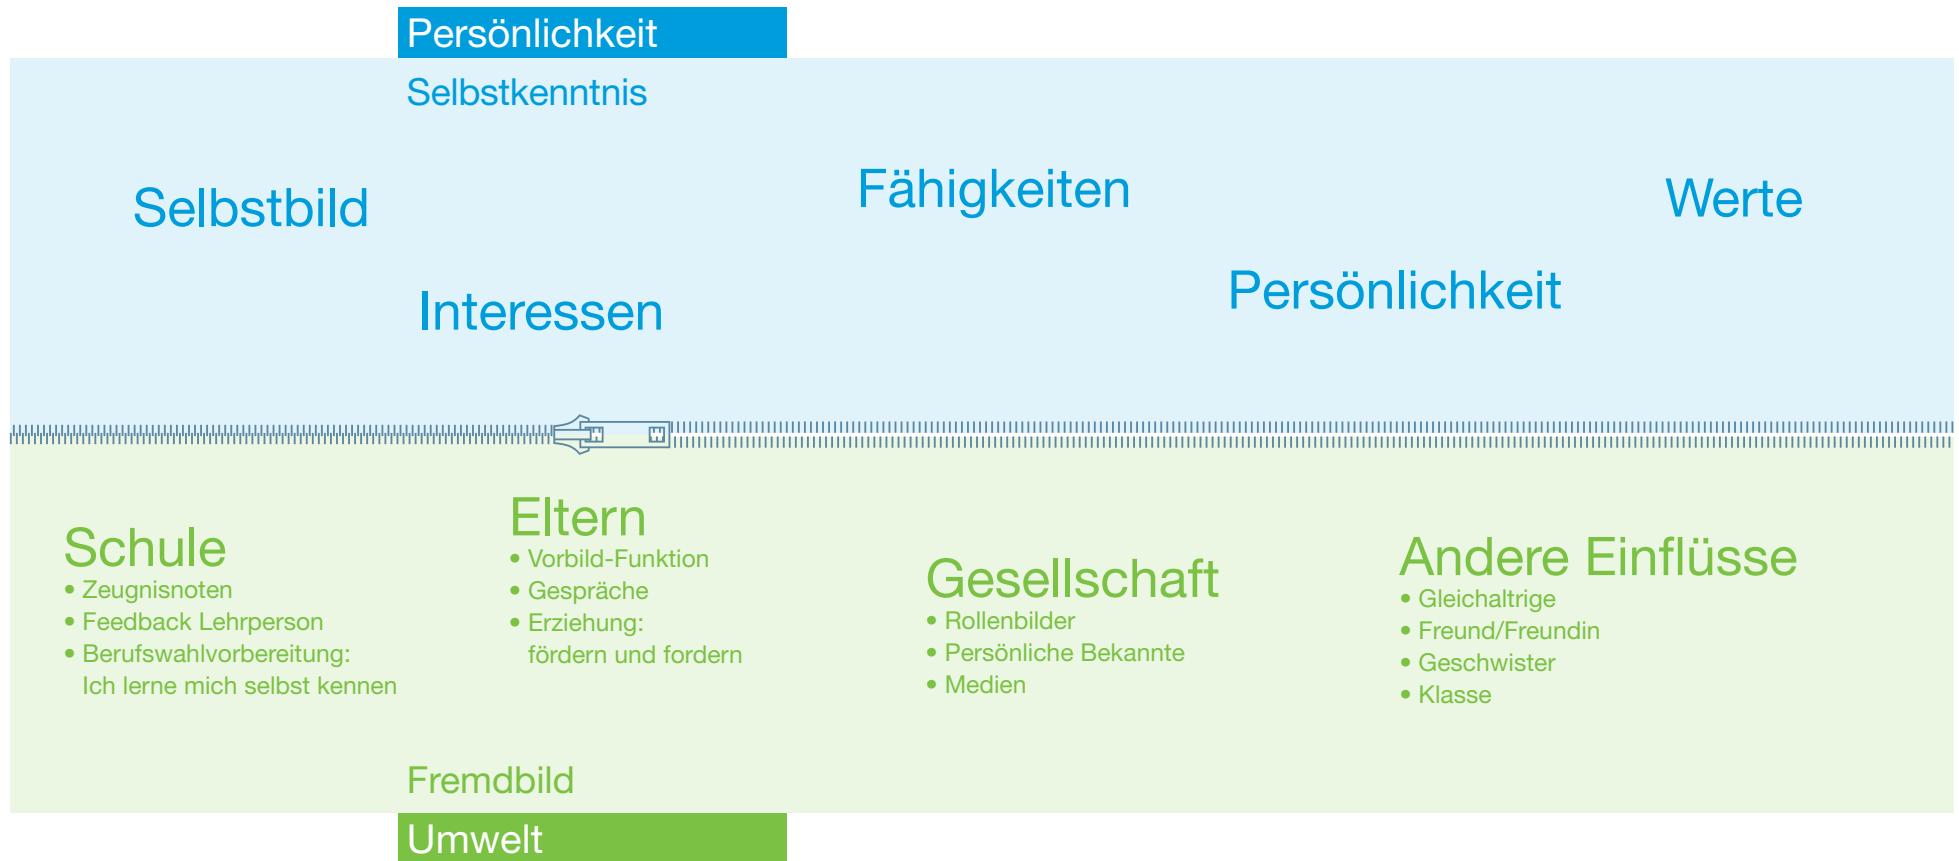 Persönlichkeit
Selbstkenntnis
Selbstbild
Interessen
Fähigkeiten
Persönlichkeit
Werte
Schule
• Zeugnisnoten
• Feedback Lehrperson
• Berufswahlvorbereitung:
Ich lerne mich selbst kennen
Eltern
• Vorbild-Funktion
• Gespräche
• Erziehung:
fördern und fordern
Gesellschaft
• Rollenbilder
• Persönliche Bekannte
• Medien
Andere Einflüsse
• Gleichaltrige
• Freund/Freundin
• Geschwister
• Klasse
Fremdbild
Umwelt